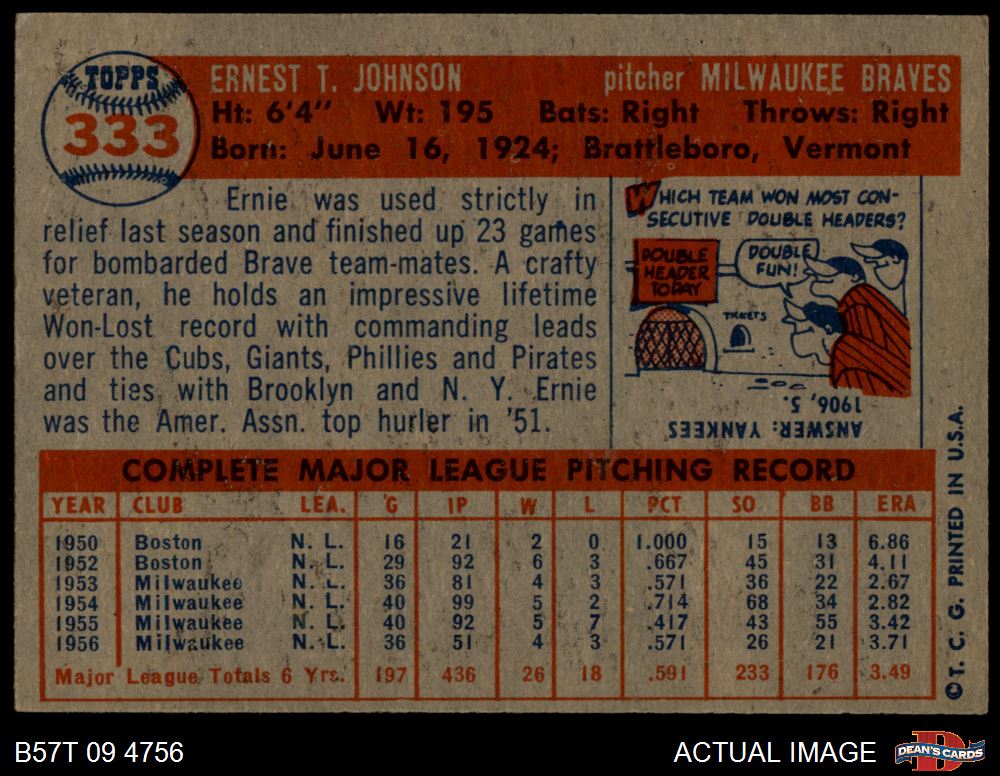 TOPPS
333
ERNEST T. JOHNSON pitcher MILWAUKEE BRAVES
Ht: 6'4" Wt: 195 Bats: Right Throws: Right
Born: June 16, 1924; Brattleboro, Vermont
Ernie was used strictly in
relief last season and finished up 23 games
for bombarded Brave team-mates. A crafty
veteran, he holds an impressive lifetime
Won-Lost record with commanding leads
over the Cubs, Giants, Phillies and Pirates
and ties with Brooklyn and N. Y. Ernie
was the Amer. Assn. top hurler in '51.
WHICH TEAM WON MOST CON-
SECUTIVE DOUBLE HEADERS?
DOUBLE
HEADER
TODAY
DOUBLE
FUN!
TICKETS
ANSWER: YANKEES
1906, 5.
COMPLETE MAJOR LEAGUE PITCHING RECORD
YEAR CLUB LEA. G IP W L PCT SO BB ERA
1950 Boston N. L. 16 21 2 0 1.000 15 13 6.86
1952 Boston N. L. 29 92 6 3 .667 45 31 4.11
1953 Milwaukee N. L. 36 81 4 3 .571 36 22 2.67
1954 Milwaukee N. L. 40 99 5 2 .714 68 34 2.82
1955 Milwaukee N. L. 40 92 5 7 .417 43 55 3.42
1956 Milwaukee N. L. 36 51 4 3 .571 26 21 3.71
Major League Totals 6 Yrs. 197 436 26 18 .591 233 176 3.49
©T. C. G. PRINTED IN U.S.A.
B57T 09 4756
ACTUAL IMAGE
D
DEAN'S CARDS